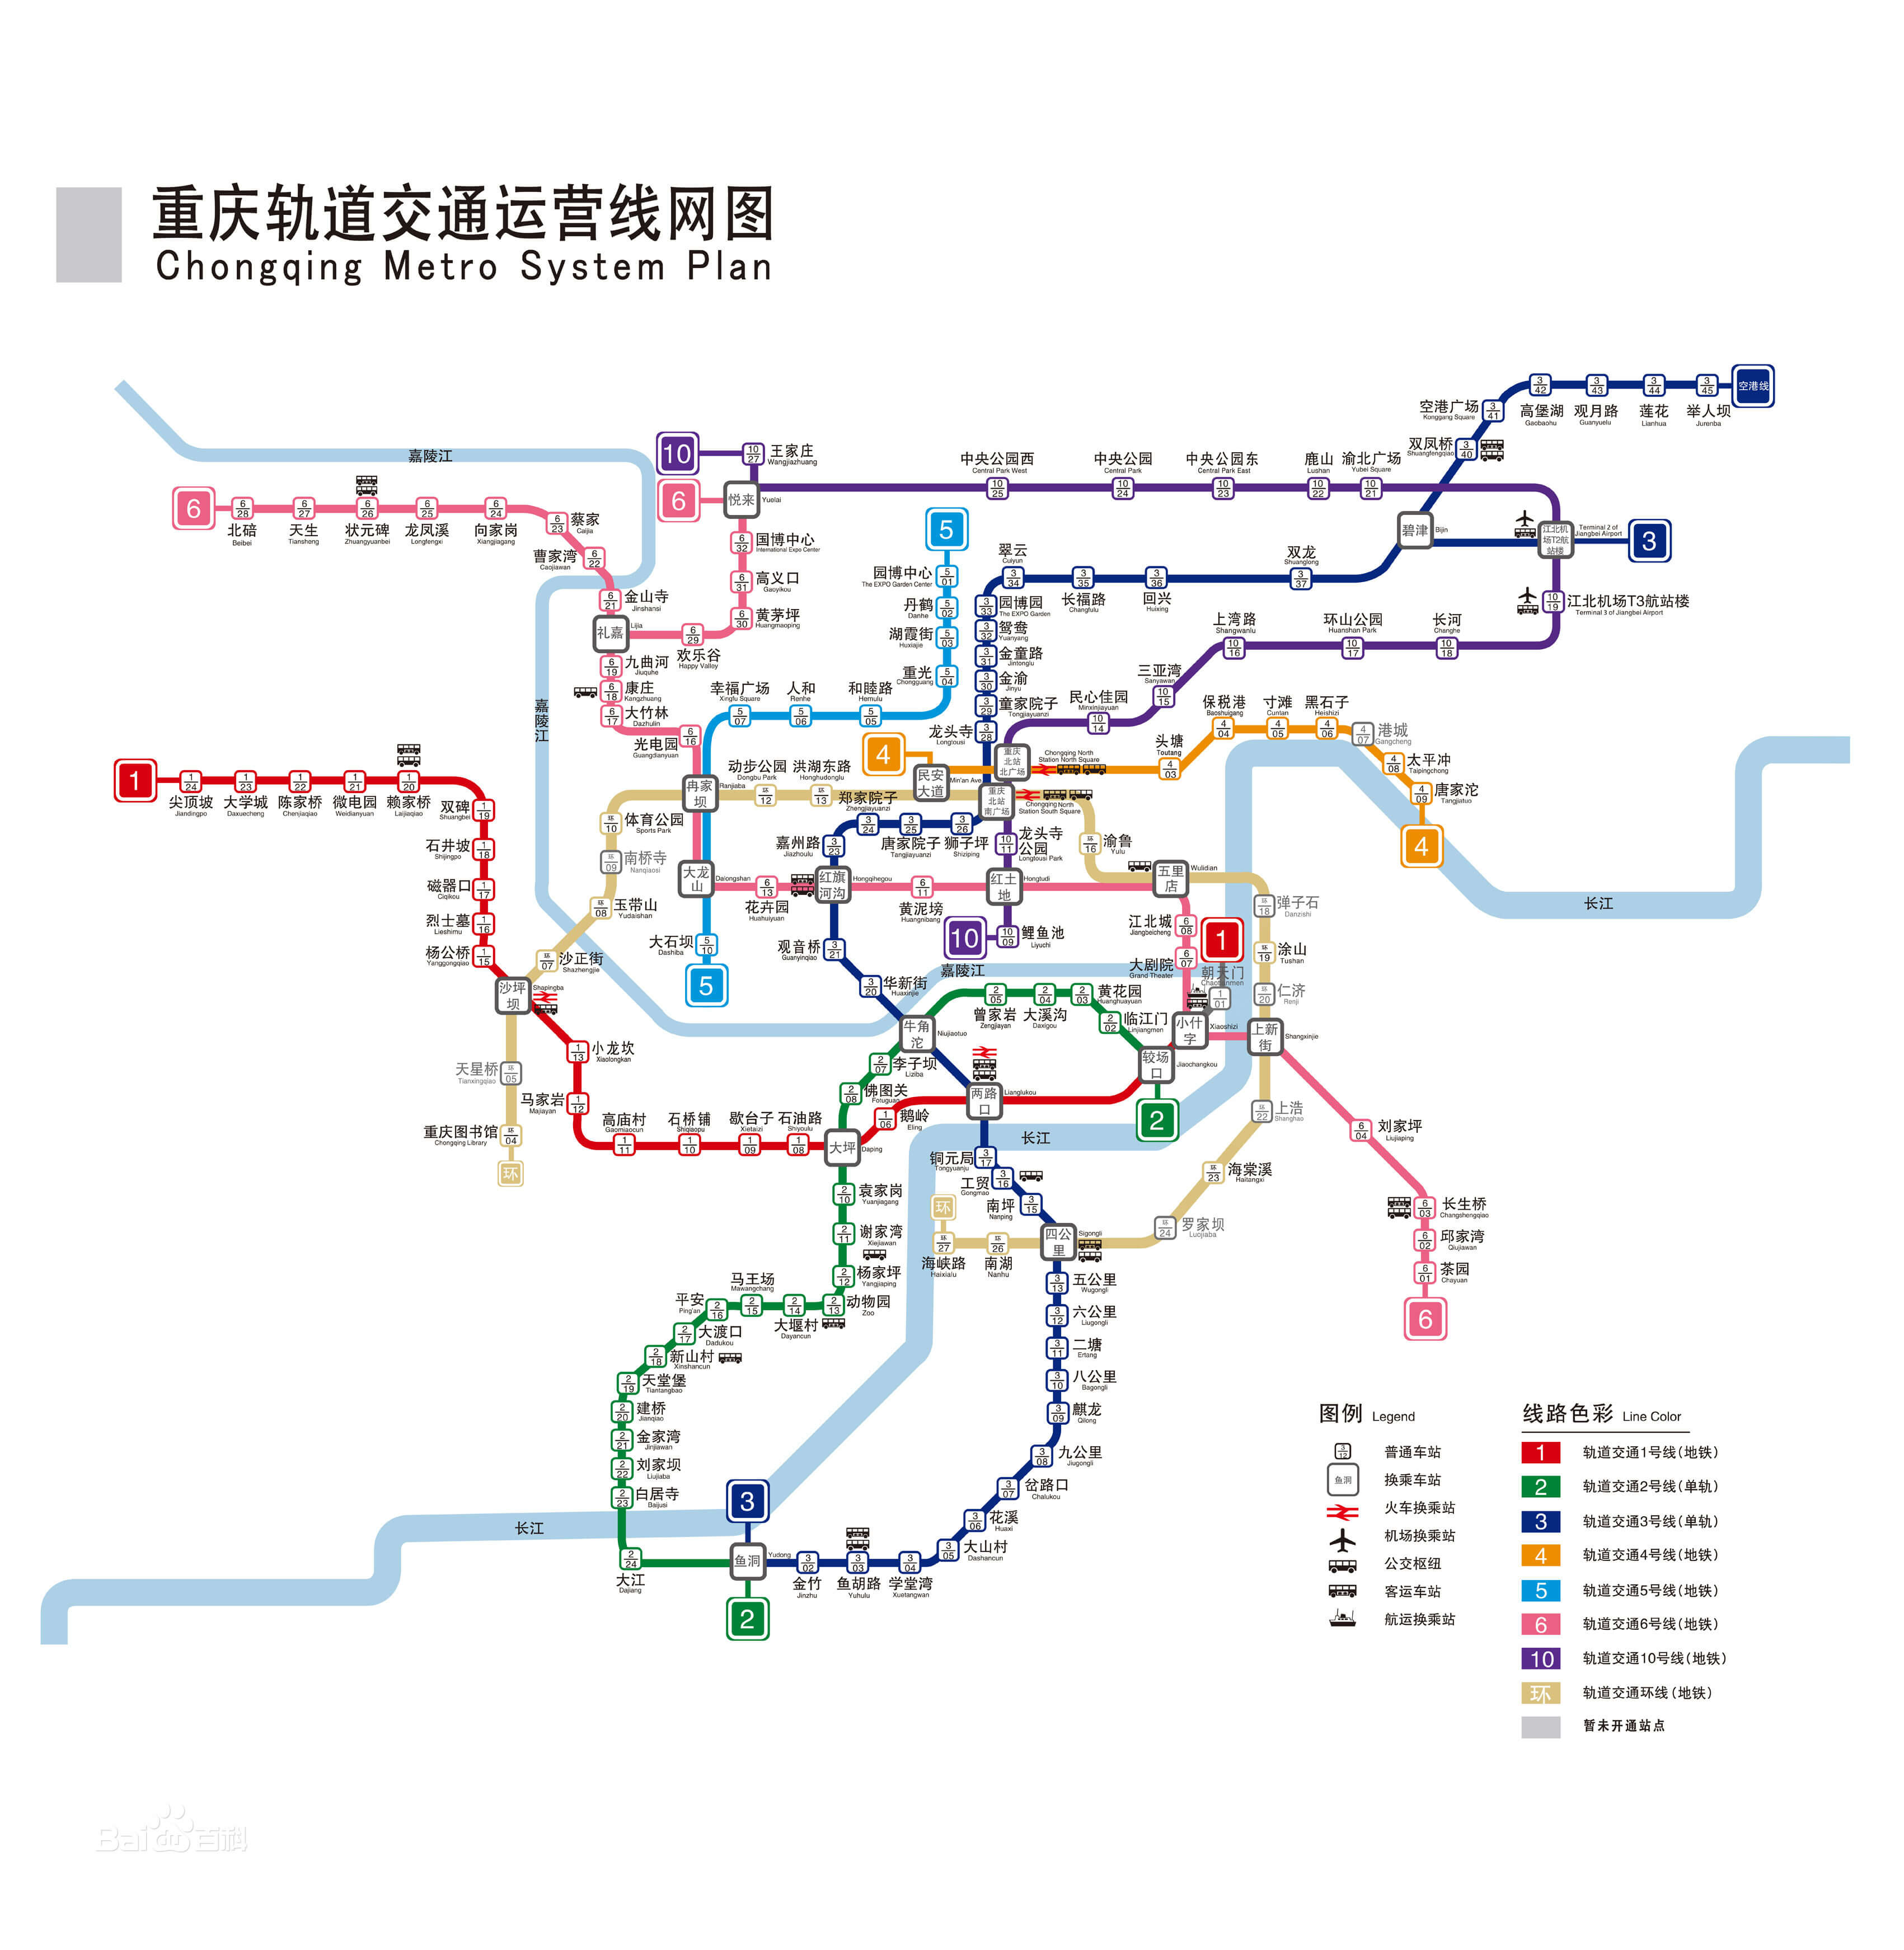 重庆轨道交通运营线网图
Chongqing Metro System Plan
嘉陵江
6
6/28
北碚
Beibei
6/27
天生
Tiansheng
6/26
状元碑
Zhuangyuanbei
6/25
龙凤溪
Longfengxi
6/24
向家岗
Xiangjiagang
6/23
蔡家
Caijia
6/22
曹家湾
Caojiawan
6/21
金山寺
Jinshansi
礼嘉
Lijia
6/29
欢乐谷
Happy Valley
6/30
黄茅坪
Huangmaoping
6/31
高义口
Gaoyikou
6/32
国博中心
International Expo Center
悦来
Yuelai
6
10
10/27
王家庄
Wangjiazhuang
10/25
中央公园西
Central Park West
10/24
中央公园
Central Park
10/23
中央公园东
Central Park East
10/22
鹿山
Lushan
10/21
渝北广场
Yubei Square
江北机场T2航站楼
Terminal 2 of Jiangbei Airport
3
10/19
江北机场T3航站楼
Terminal 3 of Jiangbei Airport
10/18
长河
Changhe
10/17
环山公园
Huanshan Park
10/16
上湾路
Shangwanlu
10/15
三亚湾
Sanyawan
10/14
民心佳园
Minxinjiayuan
空港线
3/45
举人坝
Jurenba
3/44
莲花
Lianhua
3/43
观月路
Guanyuelu
3/42
高堡湖
Gaobaohu
3/41
空港广场
Konggang Square
3/40
双凤桥
Shuangfengqiao
碧津
Bijin
3/37
双龙
Shuanglong
3/36
回兴
Huixing
3/35
长福路
Changfulu
3/34
翠云
Cuiyun
3/33
园博园
The EXPO Garden
3/32
鸳鸯
Yuanyang
3/31
金童路
Jintonglu
3/30
金渝
Jinyu
3/29
童家院子
Tongjiayuanzi
3/28
龙头寺
Longtousi
5
5/01
园博中心
The EXPO Garden Center
5/02
丹鹤
Danhe
5/03
湖霞街
Huxiajie
5/04
重光
Chongguang
5/05
和睦路
Hemulu
5/06
人和
Renhe
5/07
幸福广场
Xingfu Square
6/19
九曲河
Jiuquhe
6/18
康庄
Kangzhuang
6/17
大竹林
Dazhulin
6/16
光电园
Guangdianyuan
嘉陵江
冉家坝
Ranjiaba
4
民安大道
Min'an Ave
重庆北站北广场
Chongqing North Station North Square
重庆北站南广场
Chongqing North Station South Square
4/03
头塘
Toutang
4/04
保税港
Baoshuigang
4/05
寸滩
Cuntan
4/06
黑石子
Heishizi
4/07
港城
Gangcheng
4/08
太平冲
Taipingchong
4/09
唐家沱
Tangjiatuo
4
1
1/24
尖顶坡
Jiandingpo
1/23
大学城
Daxuecheng
1/22
陈家桥
Chenjiaqiao
1/21
微电园
Weidianyuan
1/20
赖家桥
Laijiaqiao
1/19
双碑
Shuangbei
1/18
石井坡
Shijingpo
1/17
磁器口
Ciqikou
1/16
烈士墓
Lieshimu
1/15
杨公桥
Yanggongqiao
沙坪坝
Shapingba
环/12
动步公园
Dongbu Park
环/13
洪湖东路
Honghudonglu
环/10
体育公园
Sports Park
环/09
南桥寺
Nanqiaosi
环/08
玉带山
Yudaishan
环/07
沙正街
Shazhengjie
3/24
郑家院子
Zhengjiayuanzi
3/25
唐家院子
Tangjiayuanzi
3/26
狮子坪
Shiziping
3/23
嘉州路
Jiazhoulu
大龙山
Dalongshan
6/13
花卉园
Huahuiyuan
红旗河沟
Hongqihegou
6/11
黄泥塝
Huangnibang
红土地
Hongtudi
10/11
龙头寺公园
Longtousi Park
10
10/09
鲤鱼池
Liyuchi
环/16
渝鲁
Yulu
五里店
Wulidian
6/08
江北城
Jiangbeicheng
6/07
大剧院
Grand Theater
1
朝天门
Chaotianmen
1/01
小什字
Xiaoshizi
上新街
Shangxinjie
环/18
弹子石
Danzishi
环/19
涂山
Tushan
环/20
仁济
Renji
长江
5/10
大石坝
Dashiba
5
3/21
观音桥
Guanyinqiao
3/20
华新街
Huaxinjie
嘉陵江
牛角沱
Niujiaotuo
2/05
曾家岩
Zengjiayan
2/04
大溪沟
Daxigou
2/03
黄花园
Huanghuayuan
2/02
临江门
Linjiangmen
较场口
Jiaochangkou
2
2/07
李子坝
Liziba
2/08
佛图关
Fotuguan
两路口
Lianglukou
1/06
鹅岭
Eling
大坪
Daping
1/08
石油路
Shiyoulu
1/09
歇台子
Xietaizi
1/10
石桥铺
Shiqiaopu
1/11
高庙村
Gaomiaocun
1/12
马家岩
Majiayan
1/13
小龙坎
Xiaolongkan
环/05
天星桥
Tianxingqiao
环/04
重庆图书馆
Chongqing Library
环
长江
3/17
铜元局
Tongyuanju
3/16
工贸
Gongmao
3/15
南坪
Nanping
四公里
Sigongli
环
环/27
海峡路
Haixialu
环/26
南湖
Nanhu
环/24
罗家坝
Luojiaba
环/23
海棠溪
Haitangxi
环/22
上浩
Shanghao
6/04
刘家坪
Liujiaping
6/03
长生桥
Changshengqiao
6/02
邱家湾
Qiujiawan
6/01
茶园
Chayuan
6
2/10
袁家岗
Yuanjiagang
2/11
谢家湾
Xiejiawan
2/12
杨家坪
Yangjiaping
2/13
动物园
Zoo
2/14
大堰村
Dayancun
2/15
马王场
Mawangchang
2/16
平安
Ping'an
2/17
大渡口
Dadukou
2/18
新山村
Xinshancun
2/19
天堂堡
Tiantangbao
2/20
建桥
Jianqiao
2/21
金家湾
Jinjiawan
2/22
刘家坝
Liujiaba
2/23
白居寺
Baijusi
2/24
大江
Dajiang
长江
3
鱼洞
Yudong
2
3/02
金竹
Jinzhu
3/03
鱼胡路
Yuhulu
3/04
学堂湾
Xuetangwan
3/05
大山村
Dashancun
3/06
花溪
Huaxi
3/07
岔路口
Chalukou
3/08
九公里
Jiugongli
3/09
麒龙
Qilong
3/10
八公里
Bagongli
3/11
二塘
Ertang
3/12
六公里
Liugongli
3/13
五公里
Wugongli
图例 Legend
3/12 普通车站
鱼洞 换乘车站
火车换乘站
机场换乘站
公交枢纽
客运车站
航运换乘站
线路色彩 Line Color
1 轨道交通1号线(地铁)
2 轨道交通2号线(单轨)
3 轨道交通3号线(单轨)
4 轨道交通4号线(地铁)
5 轨道交通5号线(地铁)
6 轨道交通6号线(地铁)
10 轨道交通10号线(地铁)
环 轨道交通环线(地铁)
暂未开通站点
Bai 百科